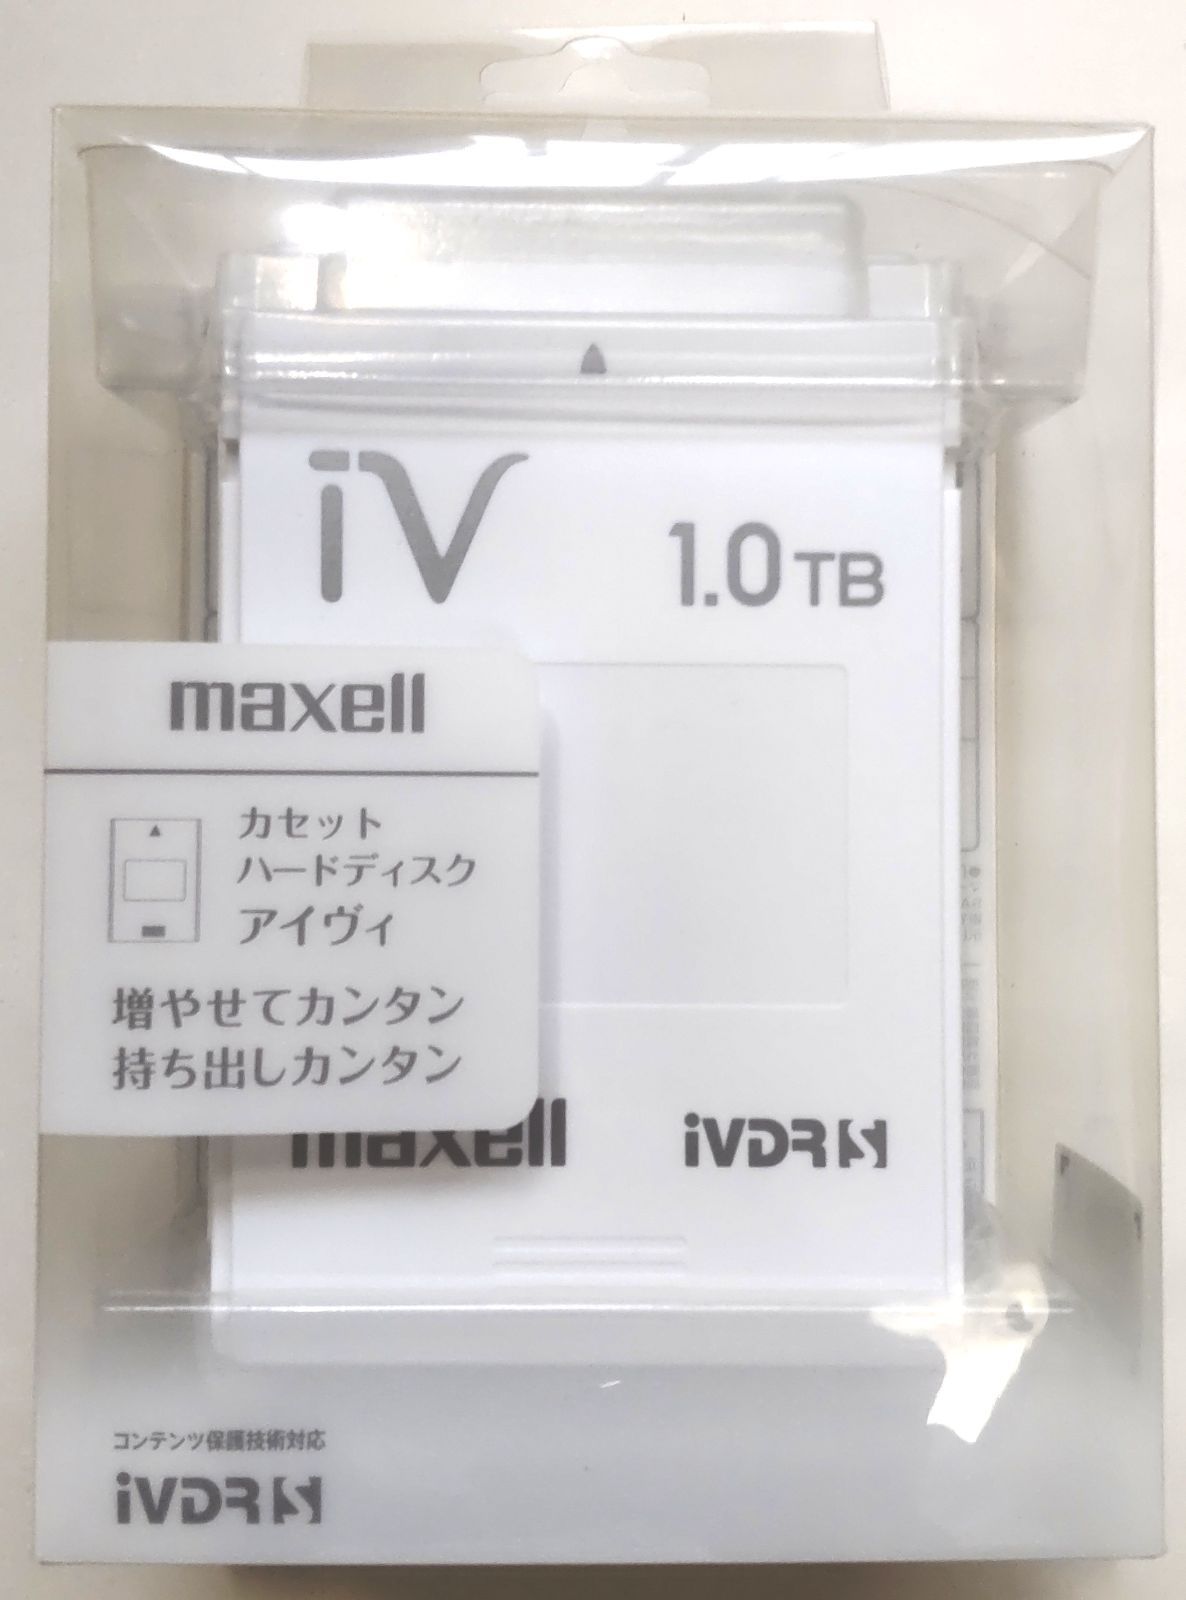 iV
1.0 TB
maxell
カセット
ハードディスク
アイヴィ
増やせてカンタン
持ち出しカンタン
maxell
iVDR S
コンテンツ保護技術対応
iVDR S